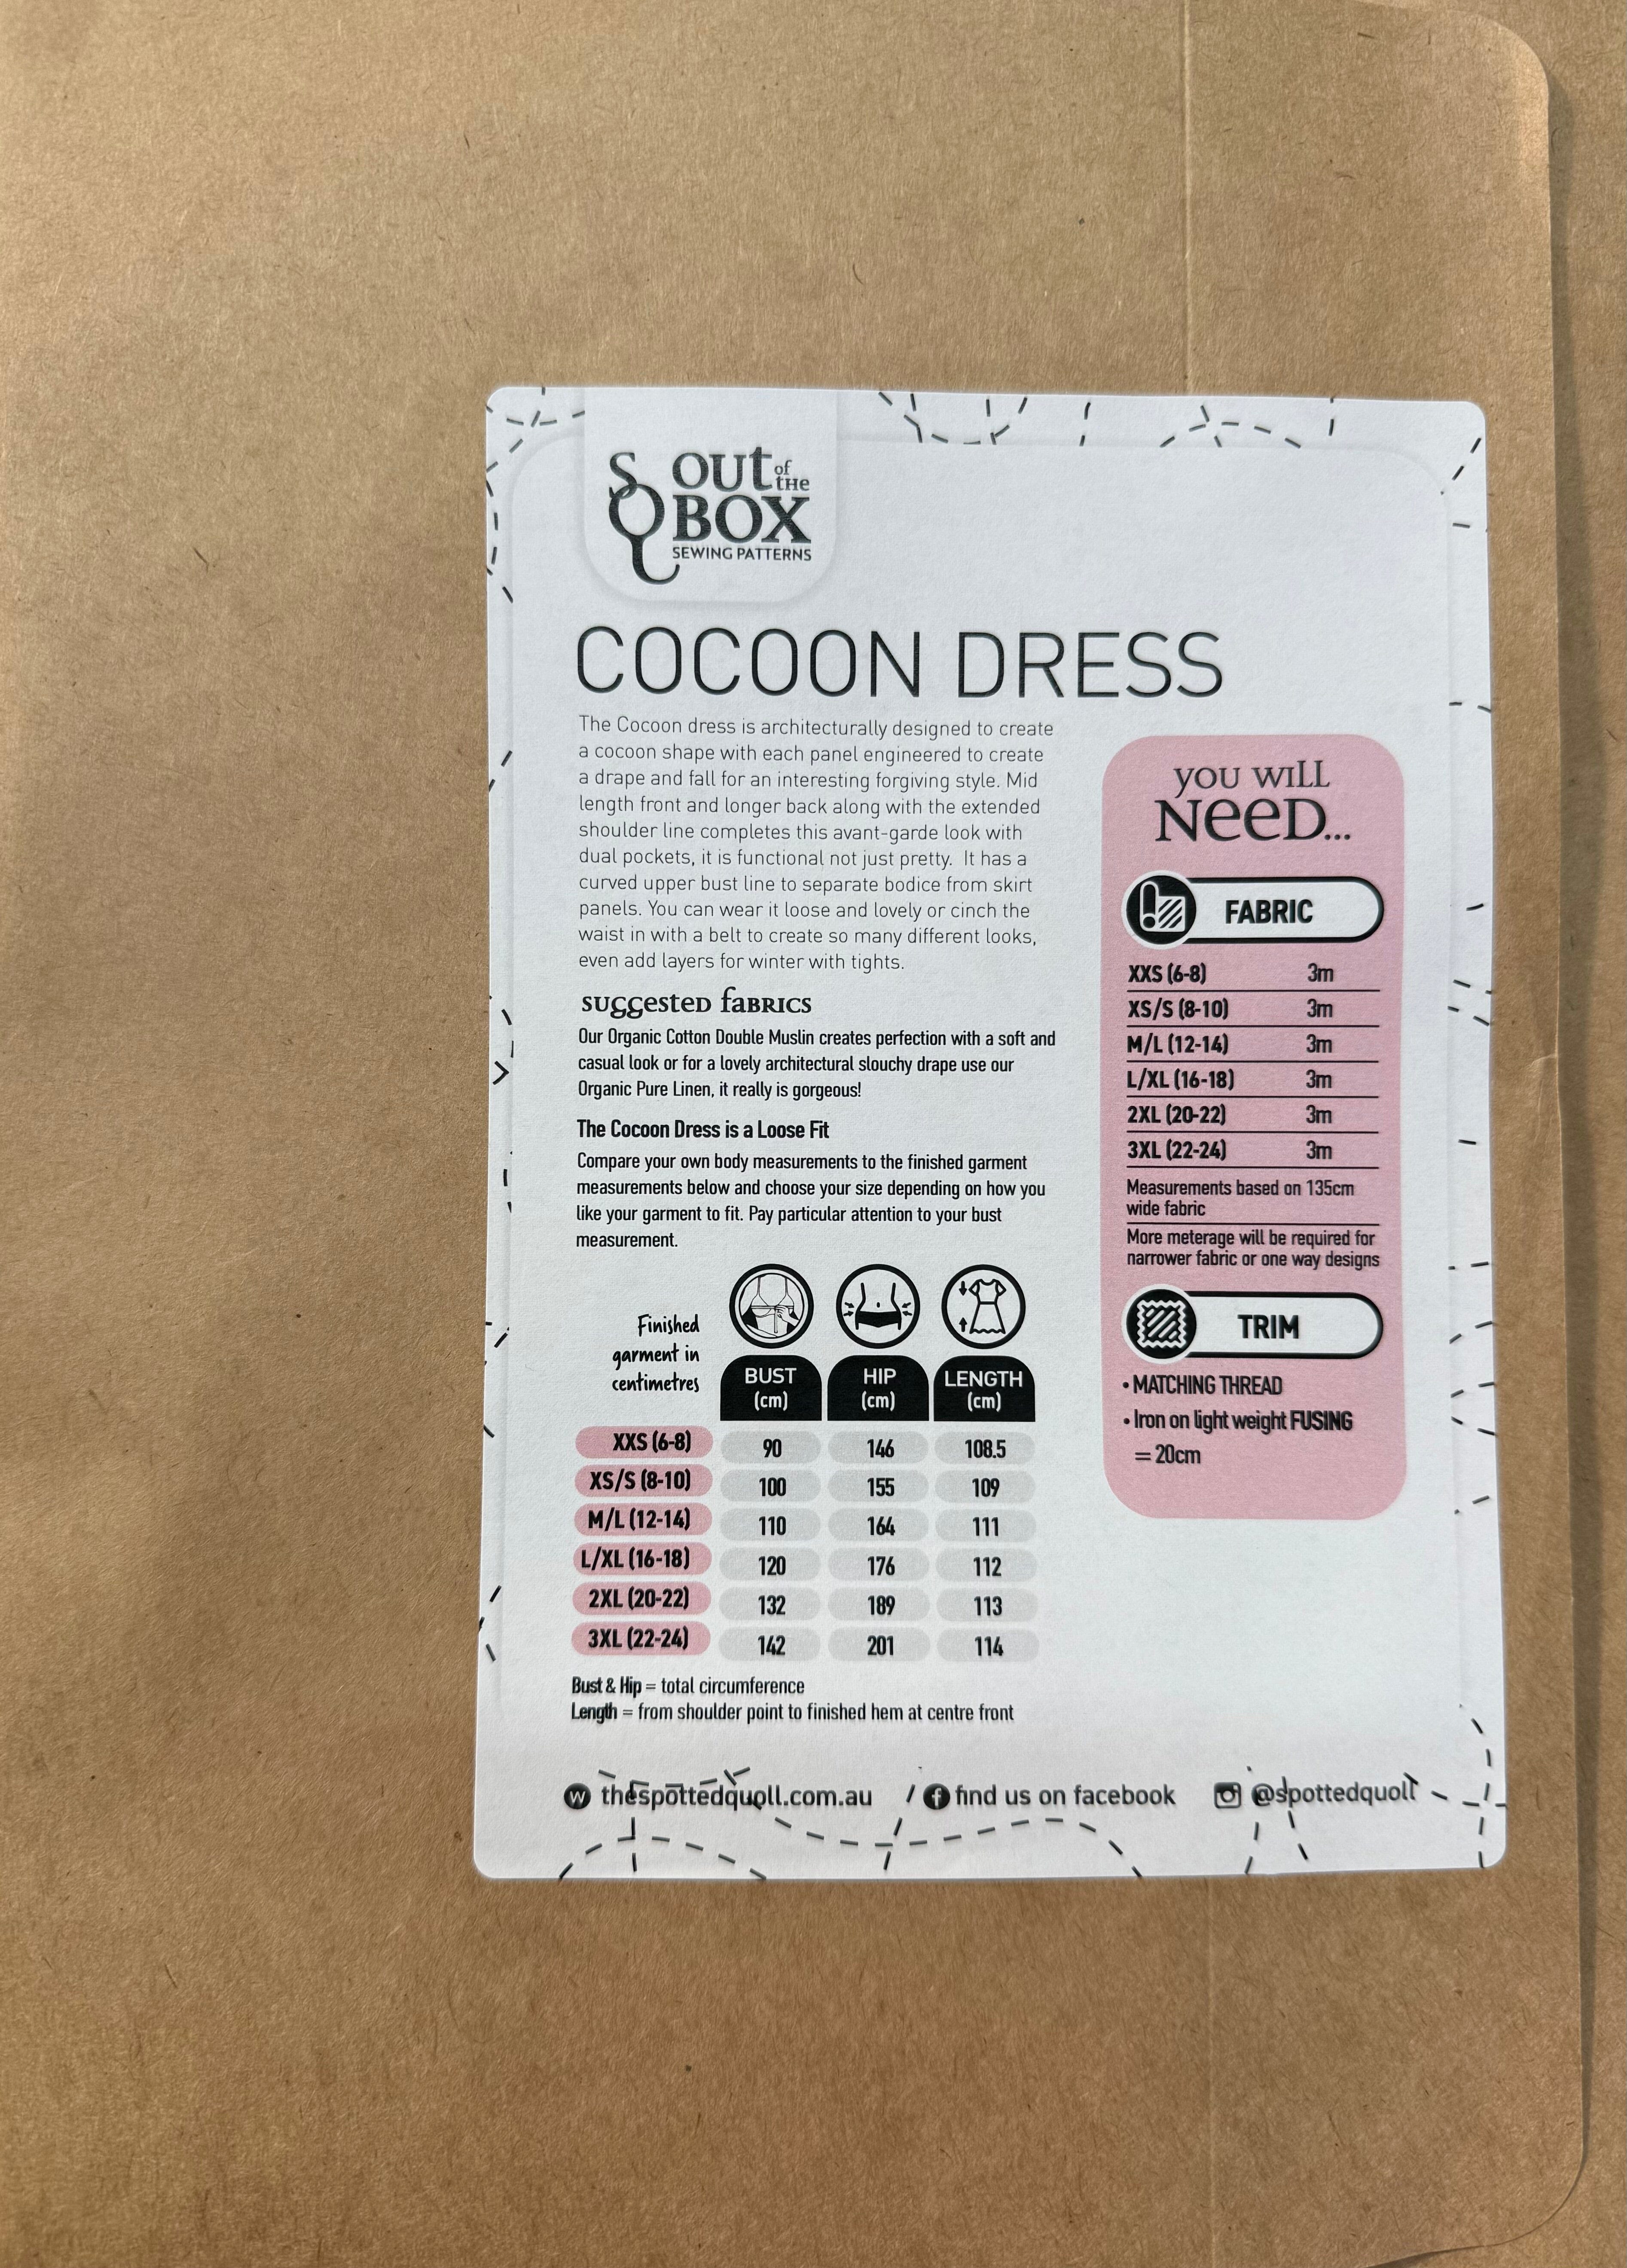 SQ OUT of THE
BOX
SEWING PATTERNS
COCOON DRESS
The Cocoon dress is architecturally designed to create
a cocoon shape with each panel engineered to create
a drape and fall for an interesting forgiving style. Mid
length front and longer back along with the extended
shoulder line completes this avant-garde look with
dual pockets, it is functional not just pretty. It has a
curved upper bust line to separate bodice from skirt
panels. You can wear it loose and lovely or cinch the
waist in with a belt to create so many different looks,
even add layers for winter with tights.
suggested fabrics
Our Organic Cotton Double Muslin creates perfection with a soft and
casual look or for a lovely architectural slouchy drape use our
Organic Pure Linen, it really is gorgeous!
The Cocoon Dress is a Loose Fit
Compare your own body measurements to the finished garment
measurements below and choose your size depending on how you
like your garment to fit. Pay particular attention to your bust
measurement.
Finished
garment in
centimetres
BUST (cm) HIP (cm) LENGTH (cm)
XXS (6-8) 90 146 108.5
XS/S (8-10) 100 155 109
M/L (12-14) 110 164 111
L/XL (16-18) 120 176 112
2XL (20-22) 132 189 113
3XL (22-24) 142 201 114
Bust & Hip = total circumference
Length = from shoulder point to finished hem at centre front
YOU WILL
NEED...
FABRIC
XXS (6-8) 3m
XS/S (8-10) 3m
M/L (12-14) 3m
L/XL (16-18) 3m
2XL (20-22) 3m
3XL (22-24) 3m
Measurements based on 135cm
wide fabric
More meterage will be required for
narrower fabric or one way designs
TRIM
• MATCHING THREAD
• Iron on light weight FUSING
= 20cm
W thespottedquoll.com.au f find us on facebook @spottedquoll